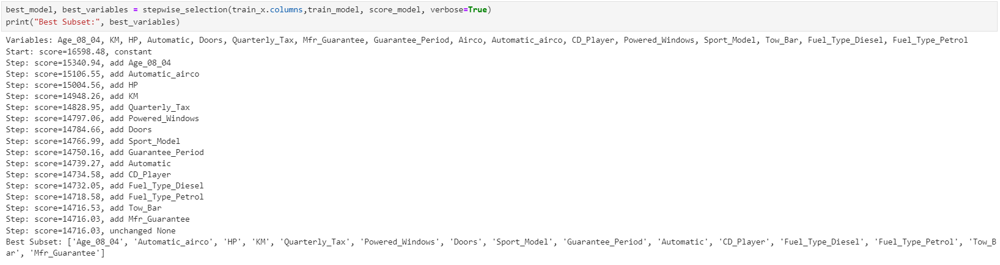 best_model, best_variables = stepwise_selection(train_x.columns,train_model, score_model, verbose=True)
print("Best Subset:", best_variables)
Variables: Age_08_04, KM, HP, Automatic, Doors, Quarterly_Tax, Mfr_Guarantee, Guarantee_Period, Airco, Automatic_airco, CD_Player, Powered_Windows, Sport_Model, Tow_Bar, Fuel_Type_Diesel, Fuel_Type_Petrol
Start: score=16598.48, constant
Step: score=15340.94, add Age_08_04
Step: score=15106.55, add Automatic_airco
Step: score=15004.56, add HP
Step: score=14948.26, add KM
Step: score=14828.95, add Quarterly_Tax
Step: score=14797.06, add Powered_Windows
Step: score=14784.66, add Doors
Step: score=14766.99, add Sport_Model
Step: score=14750.16, add Guarantee_Period
Step: score=14739.27, add Automatic
Step: score=14734.58, add CD_Player
Step: score=14732.05, add Fuel_Type_Diesel
Step: score=14718.58, add Fuel_Type_Petrol
Step: score=14716.53, add Tow_Bar
Step: score=14716.03, add Mfr_Guarantee
Step: score=14716.03, unchanged None
Best Subset: ['Age_08_04', 'Automatic_airco', 'HP', 'KM', 'Quarterly_Tax', 'Powered_Windows', 'Doors', 'Sport_Model', 'Guarantee_Period', 'Automatic', 'CD_Player', 'Fuel_Type_Diesel', 'Fuel_Type_Petrol', 'Tow_B
ar', 'Mfr_Guarantee']